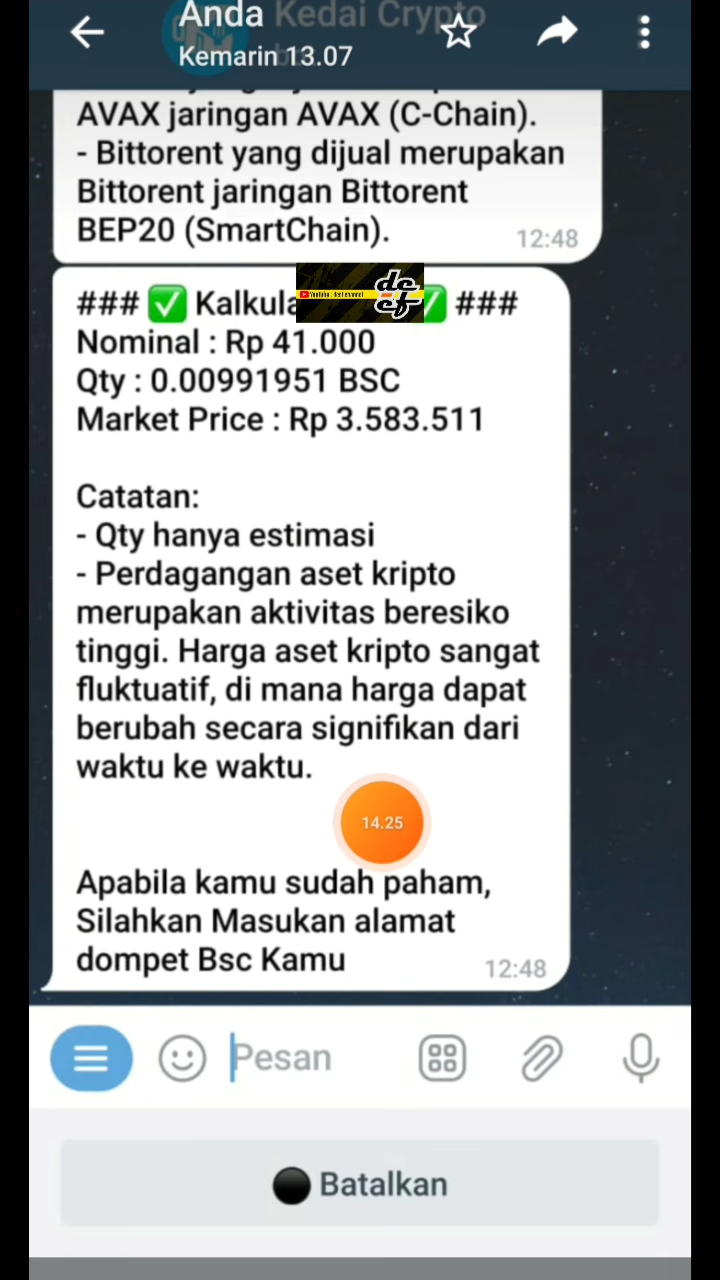 Anda Kedai Crypto
Kemarin 13.07
AVAX jaringan AVAX (C-Chain).
- Bittorent yang dijual merupakan
Bittorent jaringan Bittorent
BEP20 (SmartChain).
12:48
### ✅ Kalkula ✅ ###
Youtube : deef channel
deef
Nominal : Rp 41.000
Qty : 0.00991951 BSC
Market Price : Rp 3.583.511
Catatan:
- Qty hanya estimasi
- Perdagangan aset kripto
merupakan aktivitas beresiko
tinggi. Harga aset kripto sangat
fluktuatif, di mana harga dapat
berubah secara signifikan dari
waktu ke waktu.
14.25
Apabila kamu sudah paham,
Silahkan Masukan alamat
dompet Bsc Kamu
12:48
Pesan
Batalkan